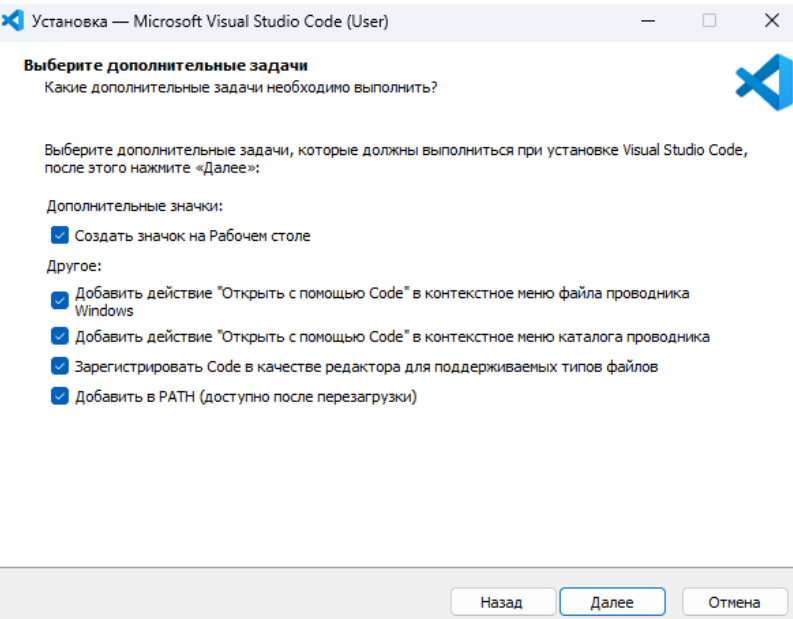 Установка — Microsoft Visual Studio Code (User)
Выберите дополнительные задачи
Какие дополнительные задачи необходимо выполнить?
Выберите дополнительные задачи, которые должны выполниться при установке Visual Studio Code,
после этого нажмите «Далее»:
Дополнительные значки:
Создать значок на Рабочем столе
Другое:
Добавить действие "Открыть с помощью Code" в контекстное меню файла проводника
Windows
Добавить действие "Открыть с помощью Code" в контекстное меню каталога проводника
Зарегистрировать Code в качестве редактора для поддерживаемых типов файлов
Добавить в PATH (доступно после перезагрузки)
Назад
Далее
Отмена